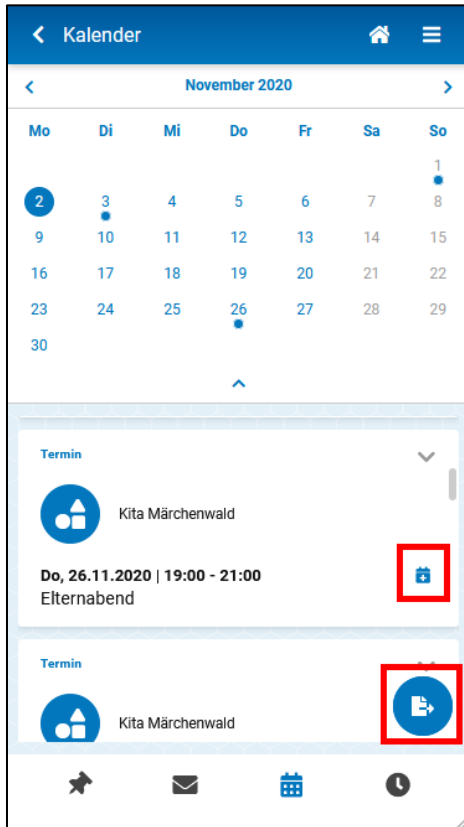 Kalender
November 2020
Mo Di Mi Do Fr Sa So
1
2 3 4 5 6 7 8
9 10 11 12 13 14 15
16 17 18 19 20 21 22
23 24 25 26 27 28 29
30
Termin
Kita Märchenwald
Do, 26.11.2020 | 19:00 - 21:00
Elternabend
Termin
Kita Märchenwald